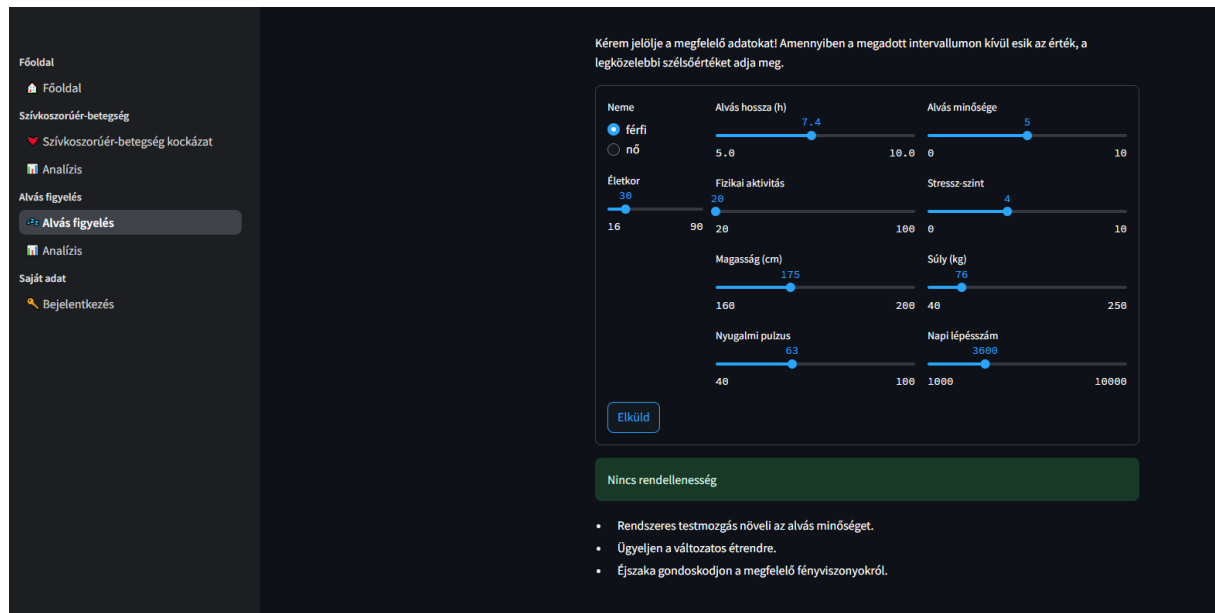 Főoldal
Főoldal
Szívkoszorúér-betegség
Szívkoszorúér-betegség kockázat
Analízis
Alvás figyelés
Alvás figyelés
Analízis
Saját adat
Bejelentkezés
Kérem jelölje a megfelelő adatokat! Amennyiben a megadott intervallumon kívül esik az érték, a
legközelebbi szélsőértéket adja meg.
Neme
férfi
nő
Életkor
30
16 90
Alvás hossza (h)
7.4
5.0 10.0
Alvás minősége
5
0 10
Fizikai aktivitás
20
20 100
Stressz-szint
4
0 10
Magasság (cm)
175
160 200
Súly (kg)
76
40 250
Nyugalmi pulzus
63
40 100
Napi lépésszám
3600
1000 10000
Elküld
Nincs rendellenesség
• Rendszeres testmozgás növeli az alvás minőséget.
• Ügyeljen a változatos étrendre.
• Éjszaka gondoskodjon a megfelelő fényviszonyokról.